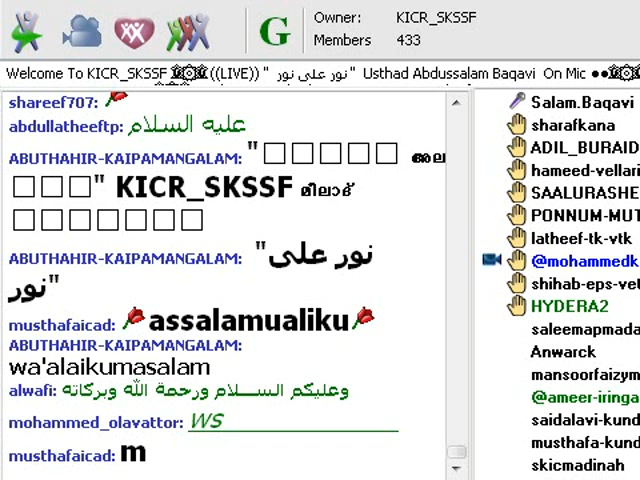 G
Owner: KICR_SKSSF
Members 433
Welcome To KICR_SKSSF ((LIVE)) " نور على نور " Usthad Abdussalam Baqavi On Mic
shareef707:
abdullatheeftp: عليه السلام
ABUTHAHIR-KAIPAMANGALAM: "□□□□□ അല
□□□" KICR_SKSSF മീലാദ്
□□□□□□□
ABUTHAHIR-KAIPAMANGALAM: "نور على
نور"
musthafaicad: assalamualiku
ABUTHAHIR-KAIPAMANGALAM:
wa'alaikumasalam
alwafi: وعليكم الســلام ورحمة الله وبركاته
mohammed_olavattor: WS
musthafaicad: m
Salam.Baqavi
sharafkana
ADIL_BURAID
hameed-vellari
SAALURASHE
PONNUM-MUT
latheef-tk-vtk
@mohammedk
shihab-eps-vet
HYDERA2
saleemapmada
Anwarck
mansoorfaizym
@ameer-iringa
saidalavi-kund
musthafa-kund
skicmadinah